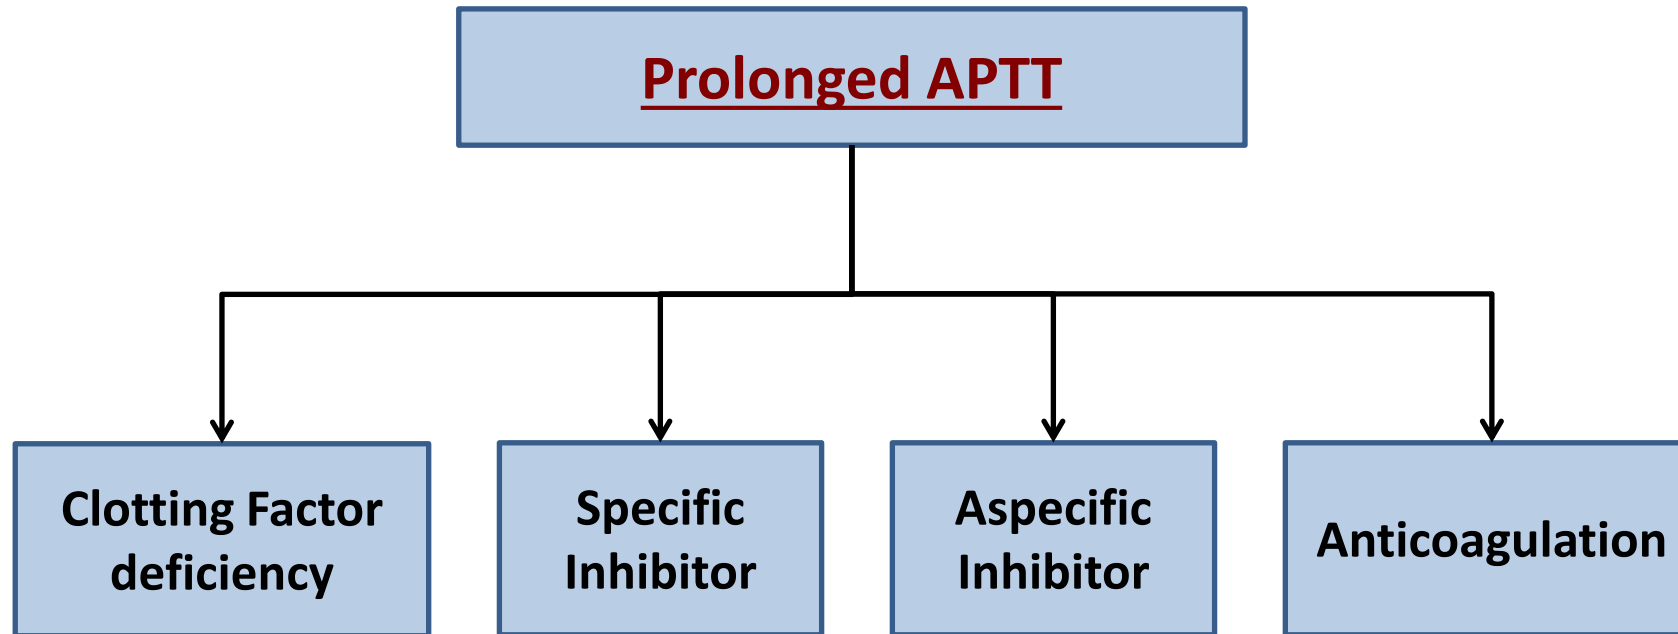 Prolonged APTT
Clotting Factor
deficiency
Specific
Inhibitor
Aspecific
Inhibitor
Anticoagulation